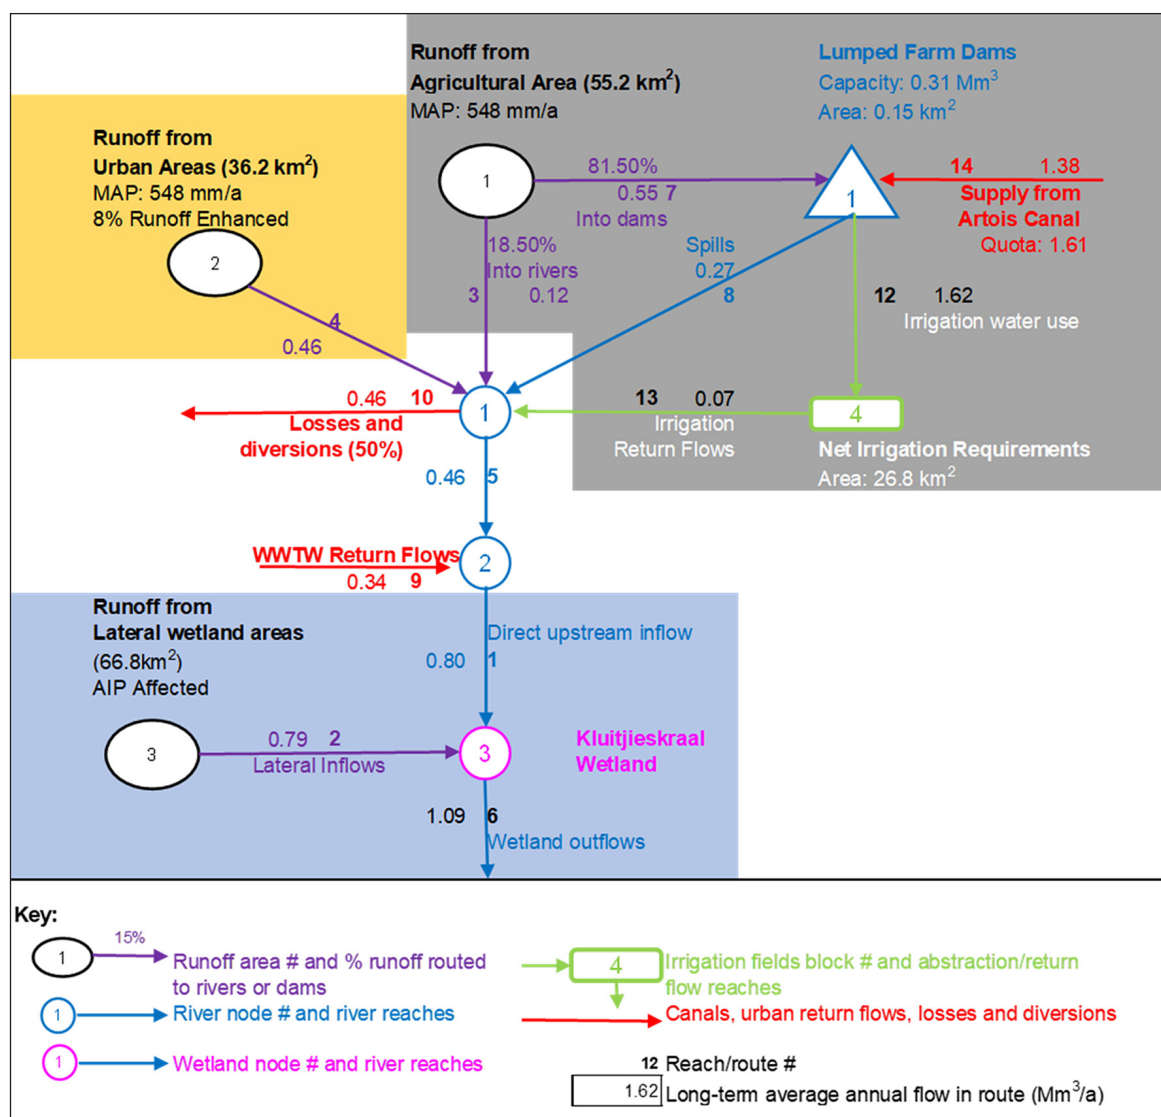 Runoff from
Agricultural Area (55.2 km²)
MAP: 548 mm/a
Lumped Farm Dams
Capacity: 0.31 Mm³
Area: 0.15 km²
Runoff from
Urban Areas (36.2 km²)
MAP: 548 mm/a
8% Runoff Enhanced
2
1
81.50%
0.55 7
Into dams
1
14 1.38
Supply from
Artois Canal
Quota: 1.61
18.50%
Into rivers
3 0.12
Spills
0.27
8
12 1.62
Irrigation water use
4
0.46
0.46 10
Losses and
diversions (50%)
1
13 0.07
Irrigation
Return Flows
4
Net Irrigation Requirements
Area: 26.8 km²
0.46 5
WWTW Return Flows
0.34 9
2
Runoff from
Lateral wetland areas
(66.8km²)
AIP Affected
Direct upstream inflow
0.80 1
3
0.79 2
Lateral Inflows
3
Kluitjieskraal
Wetland
1.09 6
Wetland outflows
Key:
1
15%
Runoff area # and % runoff routed
to rivers or dams
4
Irrigation fields block # and abstraction/return
flow reaches
1
River node # and river reaches
Canals, urban return flows, losses and diversions
1
Wetland node # and river reaches
12 Reach/route #
1.62 Long-term average annual flow in route (Mm³/a)